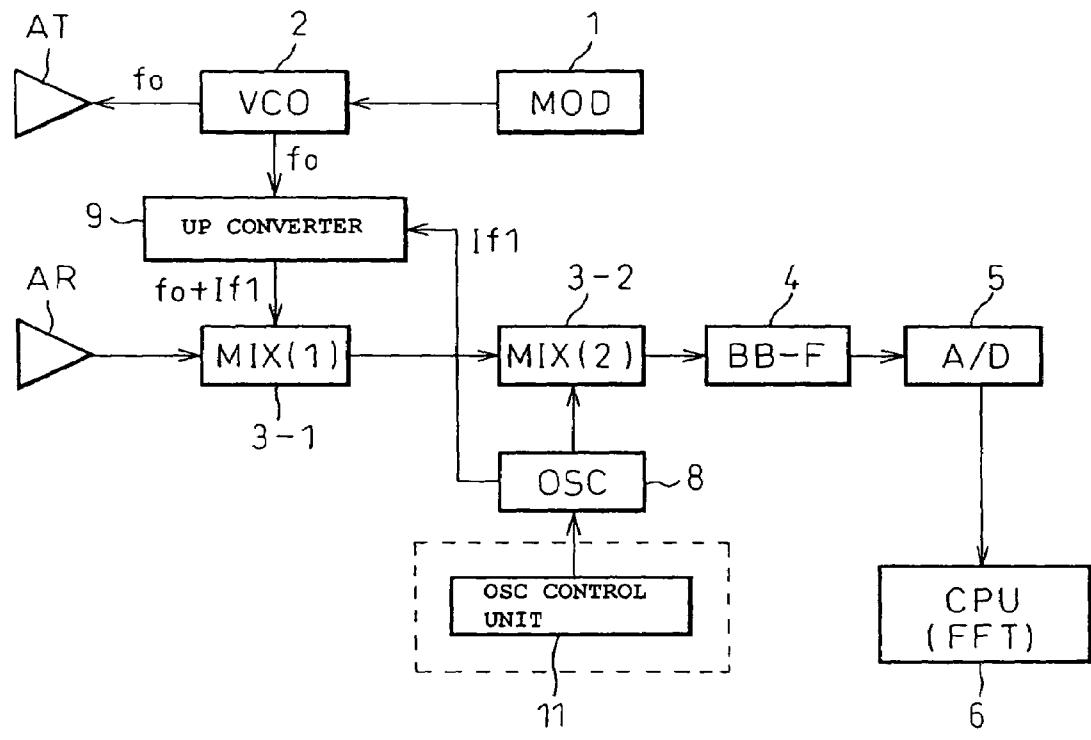 AT
2
1
fo
VCO
MOD
fo
9
UP CONVERTER
If1
AR
fo+If1
3-2
4
5
MIX(1)
MIX(2)
BB-F
A/D
3-1
OSC
8
OSC CONTROL
UNIT
CPU
(FFT)
11
6